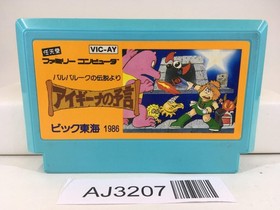 任天堂
ファミリーコンピュータ
VIC-AY
バルバルークの伝説より
アイギーナの予言
ビック東海 1986
AJ3207